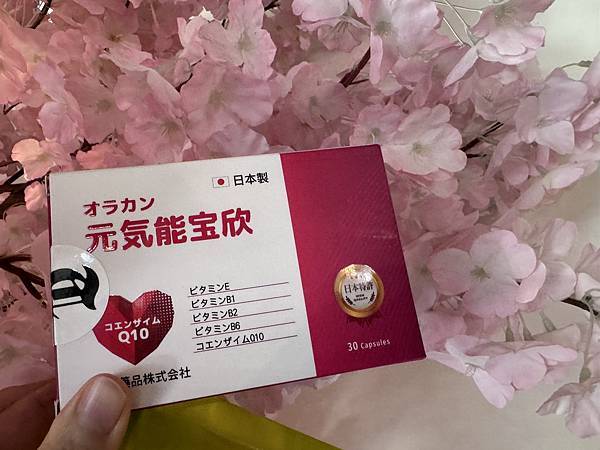 日本製
オラカン
元気能宝欣
ビタミンE
ビタミンB1
ビタミンB2
ビタミンB6
コエンザイムQ10
コエンザイム
Q10
薬品株式会社
日本特許
30 Capsules